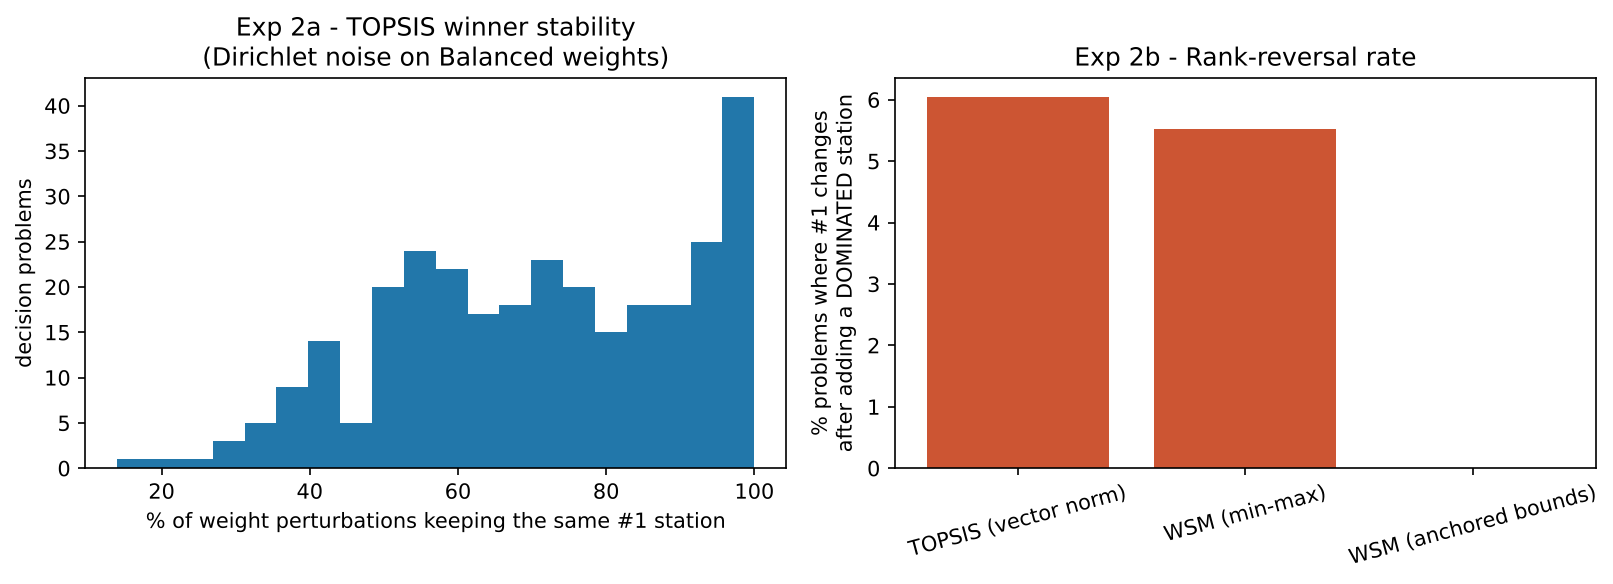 Exp 2a - TOPSIS winner stability
(Dirichlet noise on Balanced weights)
decision problems
40
35
30
25
20
15
10
5
0
20 40 60 80 100
% of weight perturbations keeping the same #1 station
Exp 2b - Rank-reversal rate
% problems where #1 changes
after adding a DOMINATED station
6
5
4
3
2
1
0
TOPSIS (vector norm)
WSM (min-max)
WSM (anchored bounds)